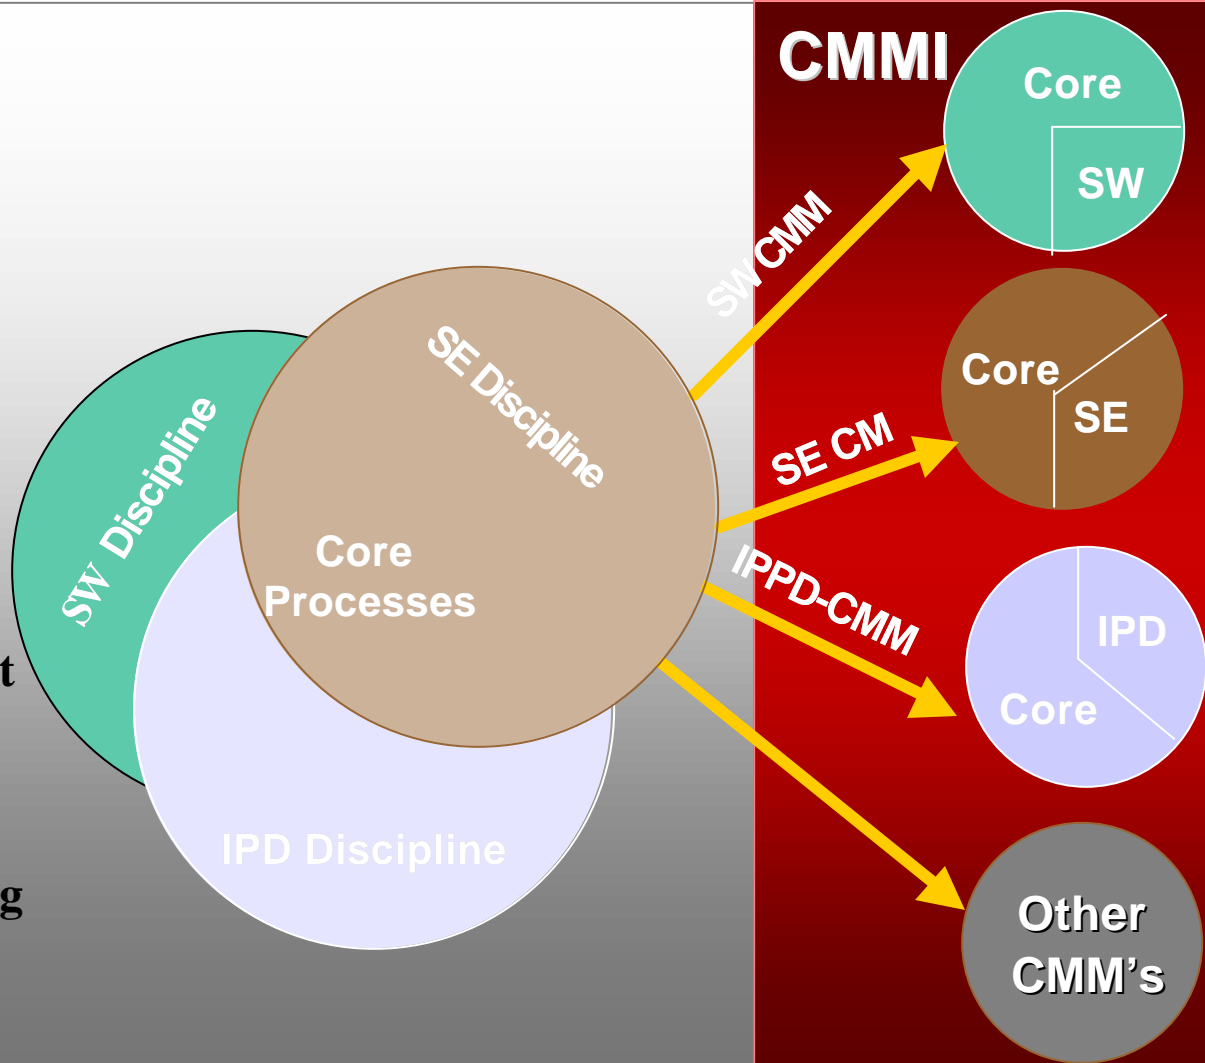 CMMI
Core
SW
SW CMM
SE Discipline
Core
SE
SW Discipline
SE CM
Core
Processes
IPPD-CMM
IPD
Core
t
IPD Discipline
g
Other
CMM’s